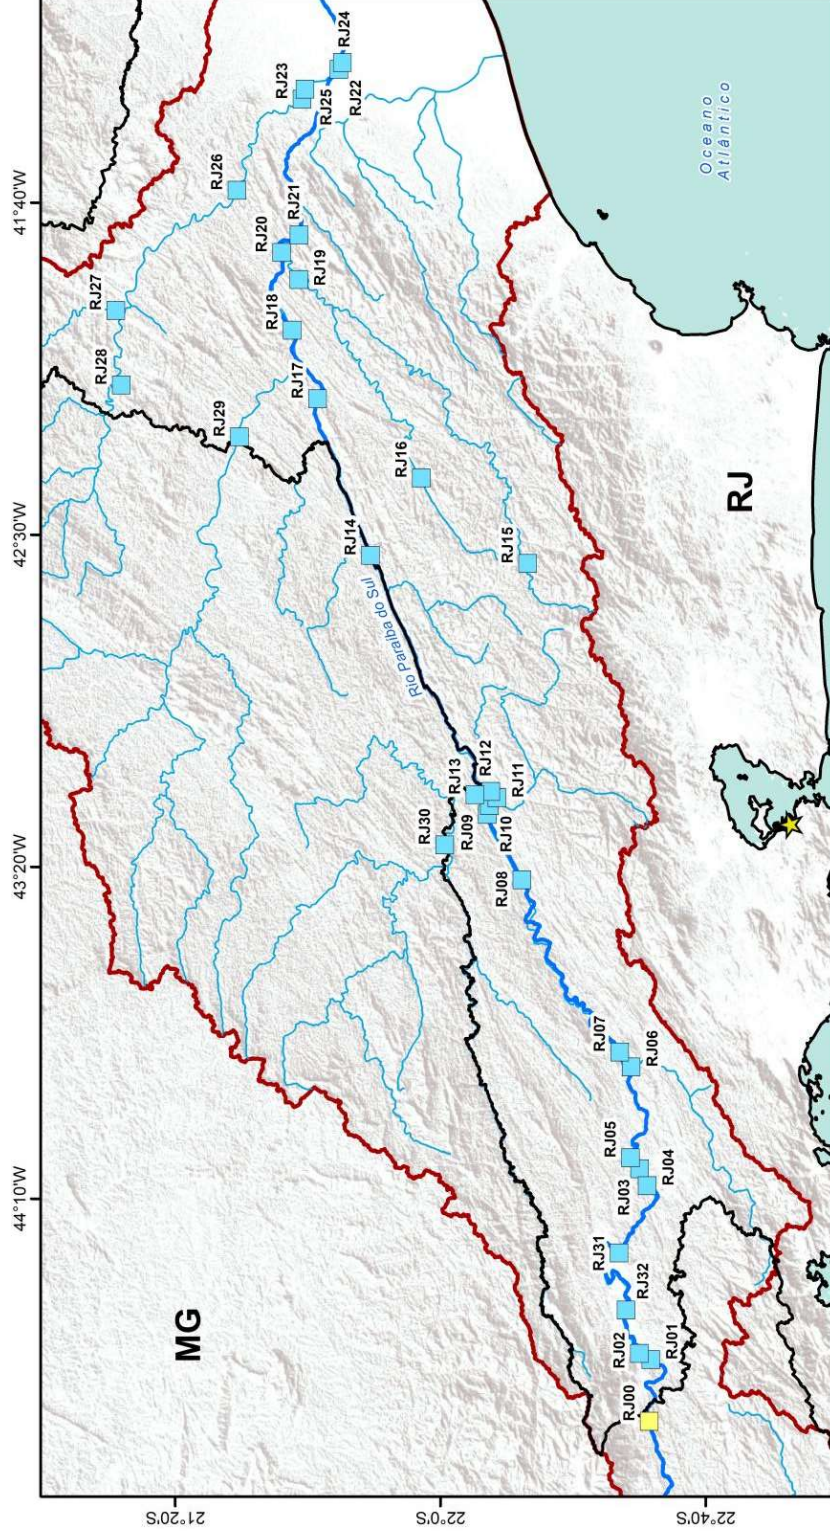 41°40'W
42°30'W
43°20'W
44°10'W
21°20'S
22°0'S
22°40'S
MG
RJ
Oceano
Atlântico
Rio Paraíba do Sul
RJ00
RJ01
RJ02
RJ32
RJ31
RJ03
RJ04
RJ05
RJ06
RJ07
RJ08
RJ10
RJ09
RJ30
RJ11
RJ12
RJ13
RJ14
RJ15
RJ16
RJ17
RJ18
RJ19
RJ20
RJ21
RJ29
RJ28
RJ27
RJ26
RJ23
RJ25
RJ22
RJ24